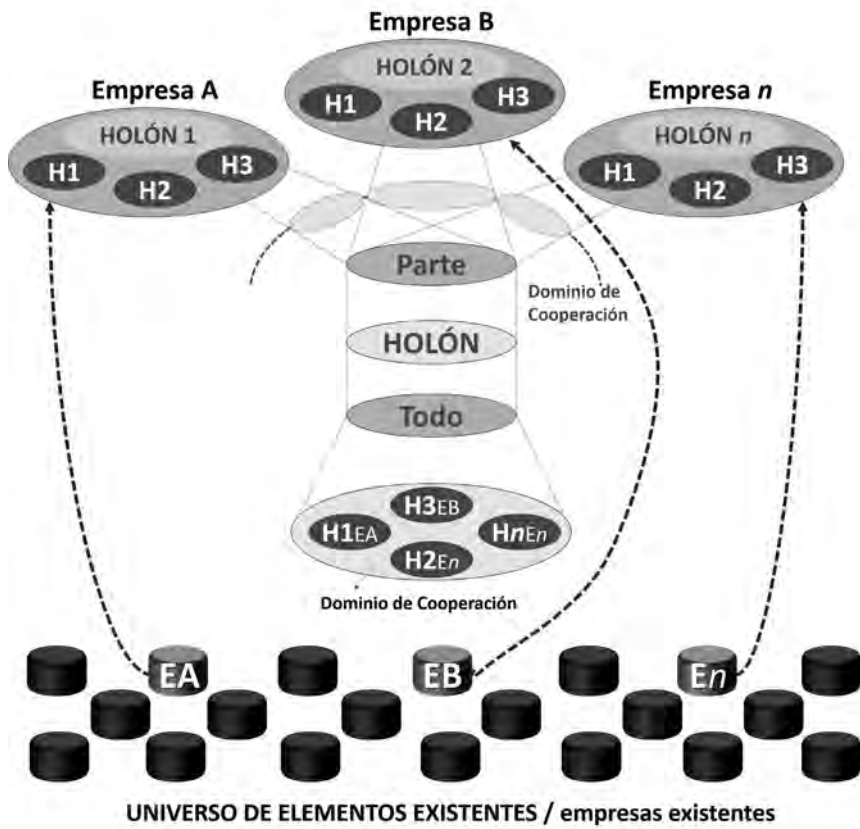 Empresa B
HOLÓN 2
H1
H2
H3
Empresa A
HOLÓN 1
H1
H2
H3
Empresa n
HOLÓN n
H1
H2
H3
Parte
Dominio de
Cooperación
HOLÓN
Todo
H3EB
H1EA
HnEn
H2En
Dominio de Cooperación
EA
EB
En
UNIVERSO DE ELEMENTOS EXISTENTES / empresas existentes